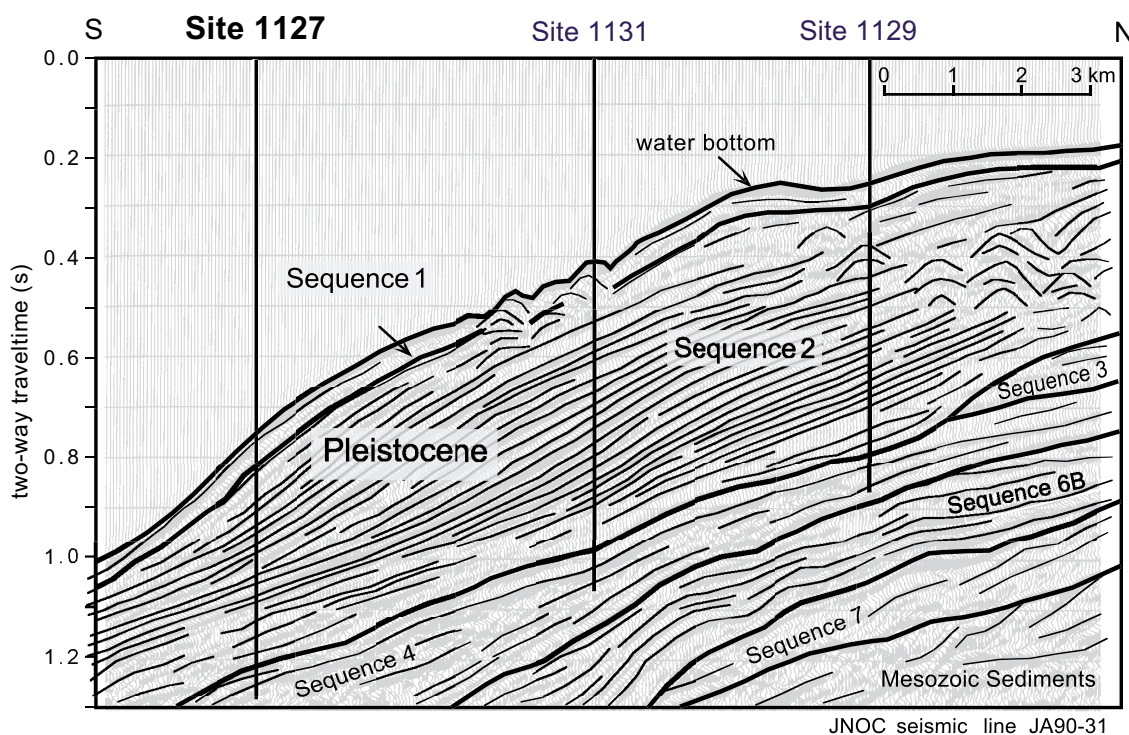 S
Site 1127
Site 1131
Site 1129
N
0.0
0.2
0.4
0.6
0.8
1.0
1.2
two-way traveltime (s)
0 1 2 3 km
water bottom
Sequence 1
Sequence 2
Sequence 3
Pleistocene
Sequence 6B
Sequence 7
Sequence 4
Mesozoic Sediments
JNOC seismic line JA90-31